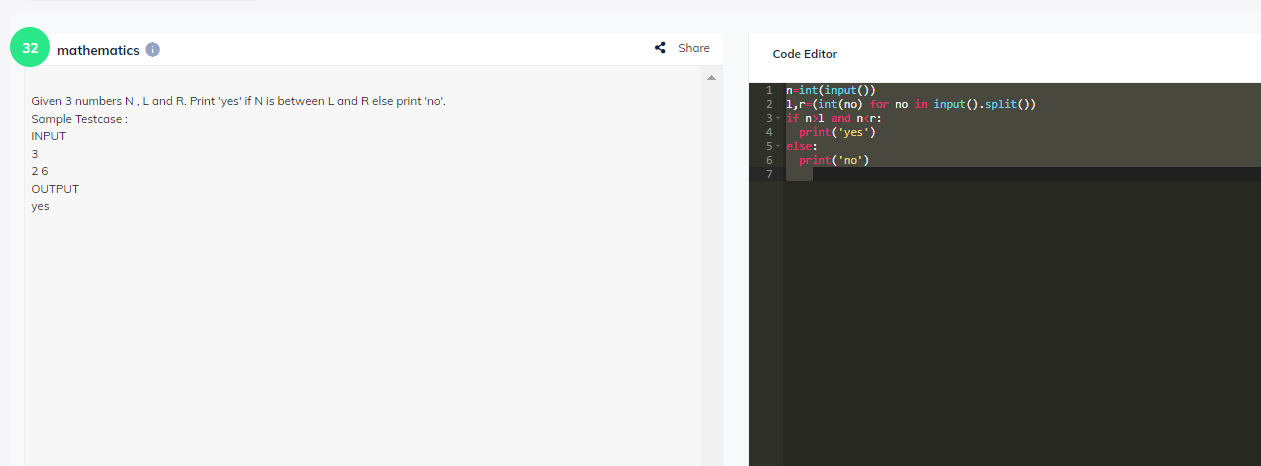 32
mathematics
Share
Given 3 numbers N , L and R. Print 'yes' if N is between L and R else print 'no'.
Sample Testcase :
INPUT
3
2 6
OUTPUT
yes
Code Editor
1 n=int(input())
2 l,r=(int(no) for no in input().split())
3 if n>l and n<r:
4 print('yes')
5 else:
6 print('no')
7